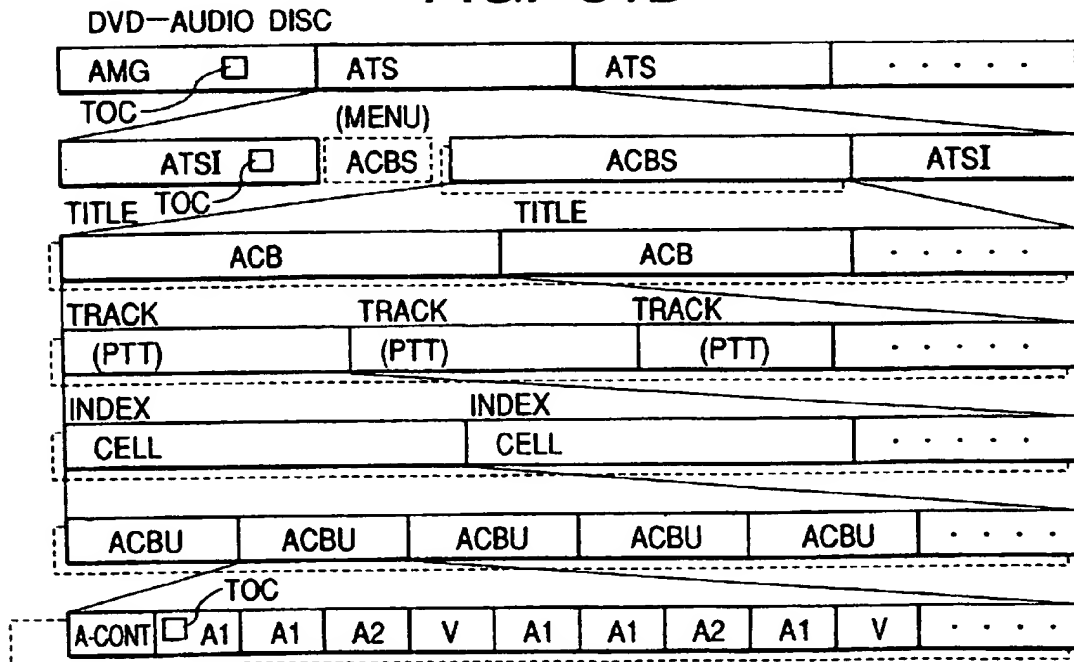 DVD-AUDIO DISC
AMG ATS ATS . . . . .
TOC
(MENU)
ATSI ACBS ACBS ATSI
TOC
TITLE TITLE
ACB ACB . . . . .
TRACK TRACK TRACK
(PTT) (PTT) (PTT) . . . . .
INDEX INDEX
CELL CELL . . . . .
ACBU ACBU ACBU ACBU ACBU . . . .
TOC
A-CONT A1 A1 A2 V A1 A1 A2 A1 V . . . .